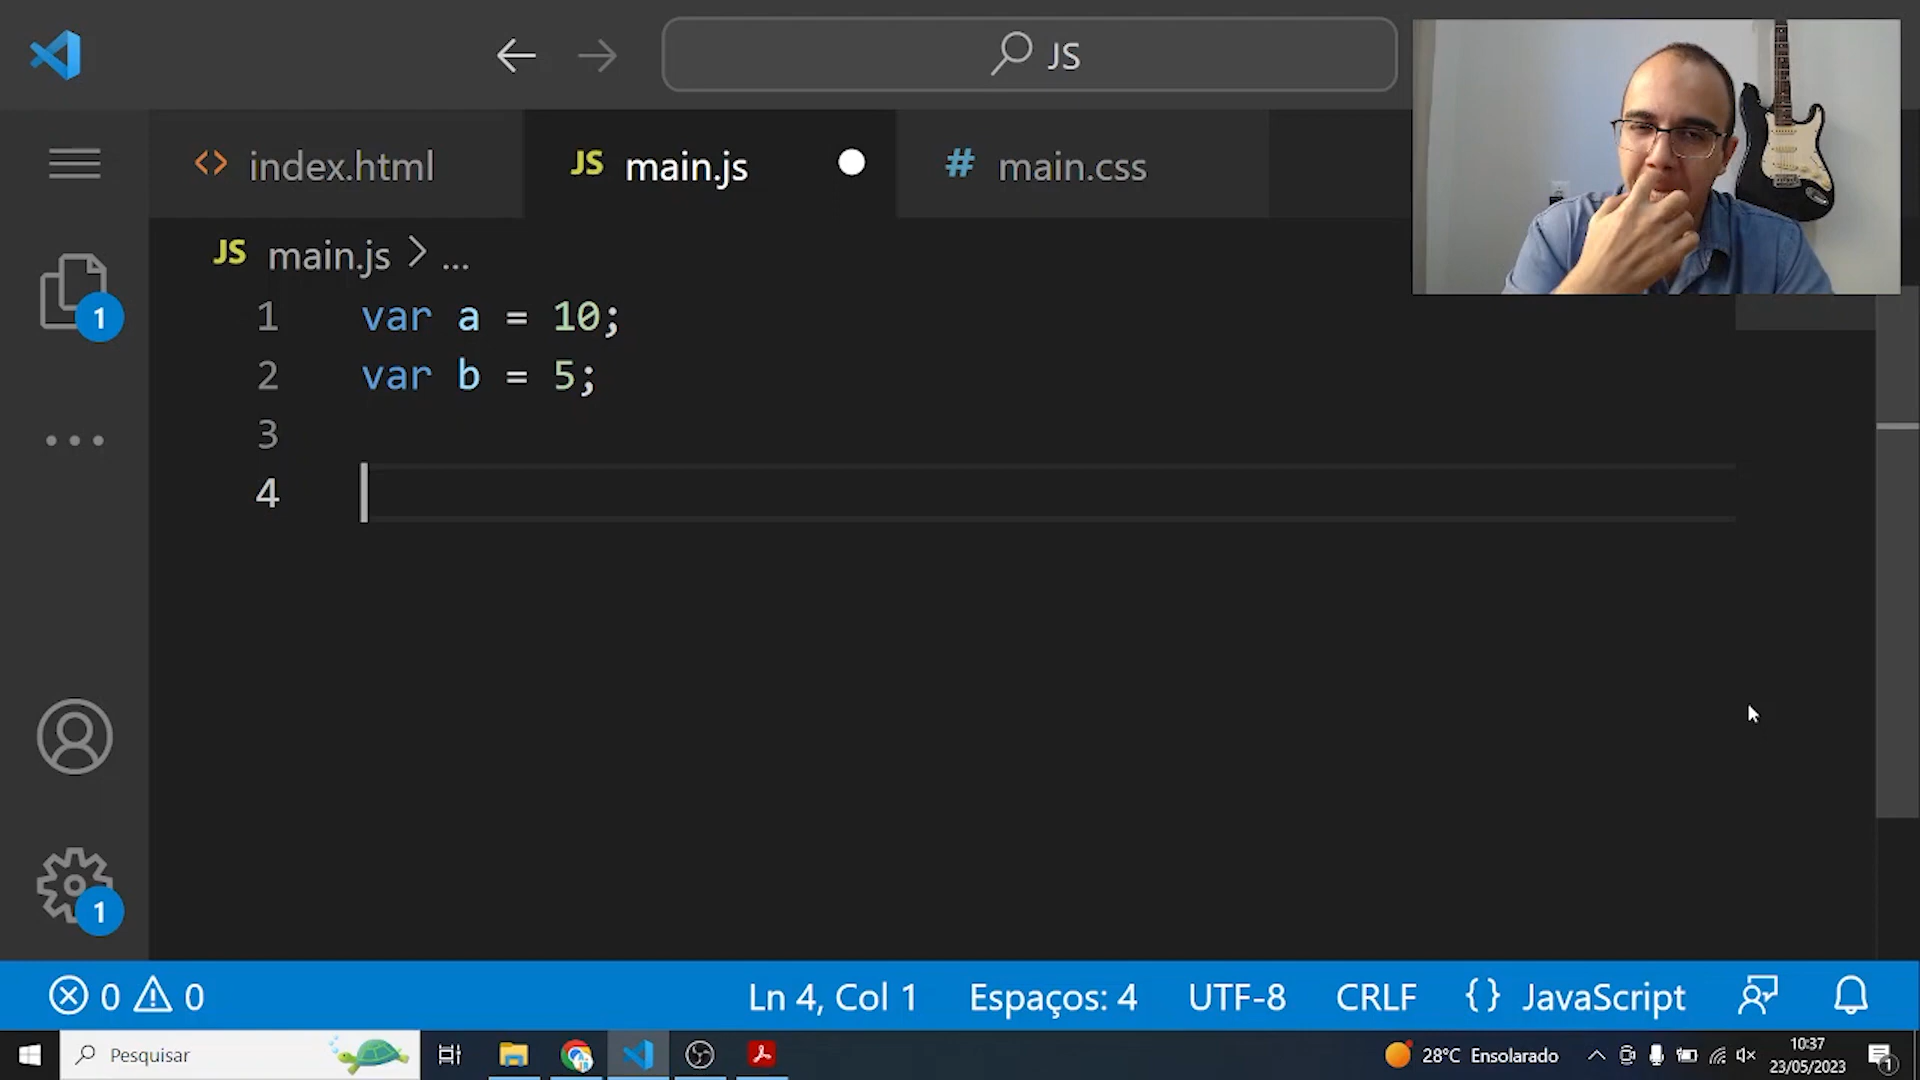 JS
index.html
JS main.js
# main.css
JS main.js > ...
1 var a = 10;
2 var b = 5;
3
4
1
1
0 0
Ln 4, Col 1
Espaços: 4
UTF-8
CRLF
{} JavaScript
Pesquisar
28°C Ensolarado
10:37
23/05/2023
1